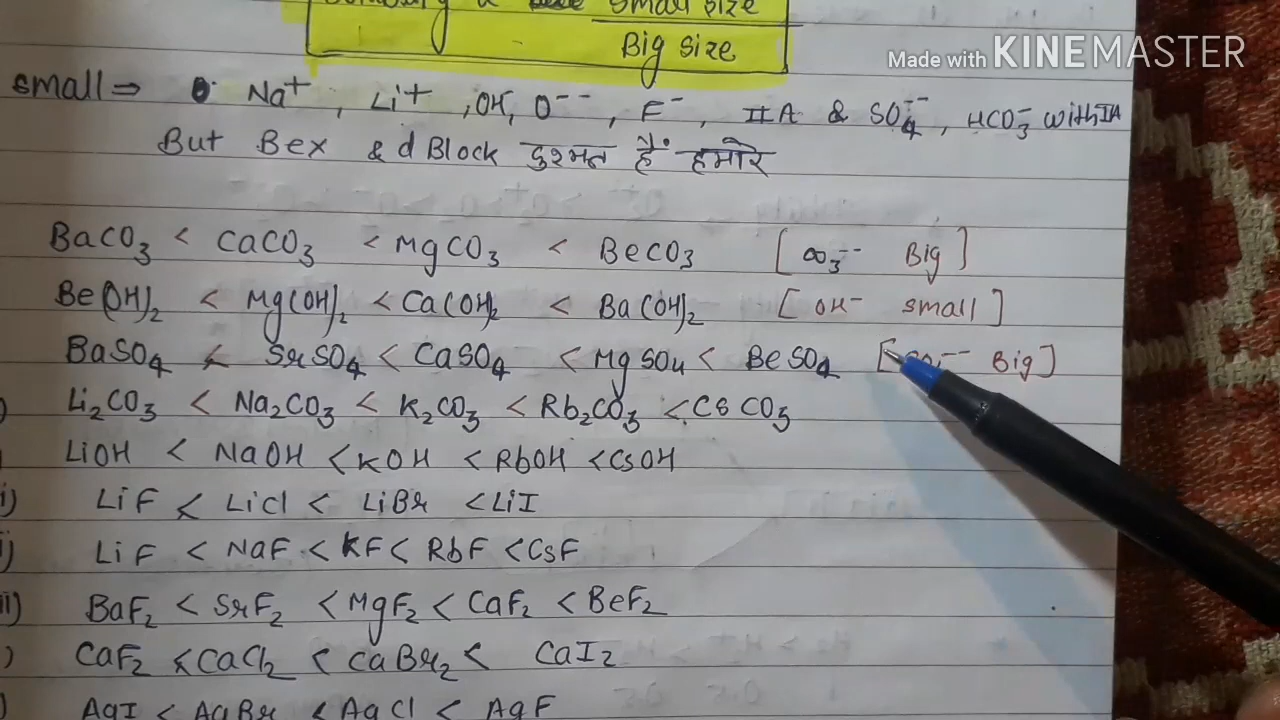 small size
Big size
Made with KINEMASTER
small ⇒ Na⁺, Li⁺, OH⁻, O⁻⁻, F⁻, IIA & SO₄⁻⁻, HCO₃⁻ with IA
But Bex & d Block दुश्मन हैं हमारे
BaCO₃ < CaCO₃ < MgCO₃ < BeCO₃ [CO₃⁻⁻ Big]
Be(OH)₂ < Mg(OH)₂ < Ca(OH)₂ < Ba(OH)₂ [OH⁻ small]
BaSO₄ < SrSO₄ < CaSO₄ < MgSO₄ < BeSO₄ [⁻⁻ Big]
Li₂CO₃ < Na₂CO₃ < K₂CO₃ < Rb₂CO₃ < CsCO₃
LiOH < NaOH < KOH < RbOH < CsOH
i) LiF < LiCl < LiBr < LiI
i) LiF < NaF < KF < RbF < CsF
ii) BaF₂ < SrF₂ < MgF₂ < CaF₂ < BeF₂
) CaF₂ < CaCl₂ < CaBr₂ < CaI₂
) AgI < AgBr < AgCl < AgF